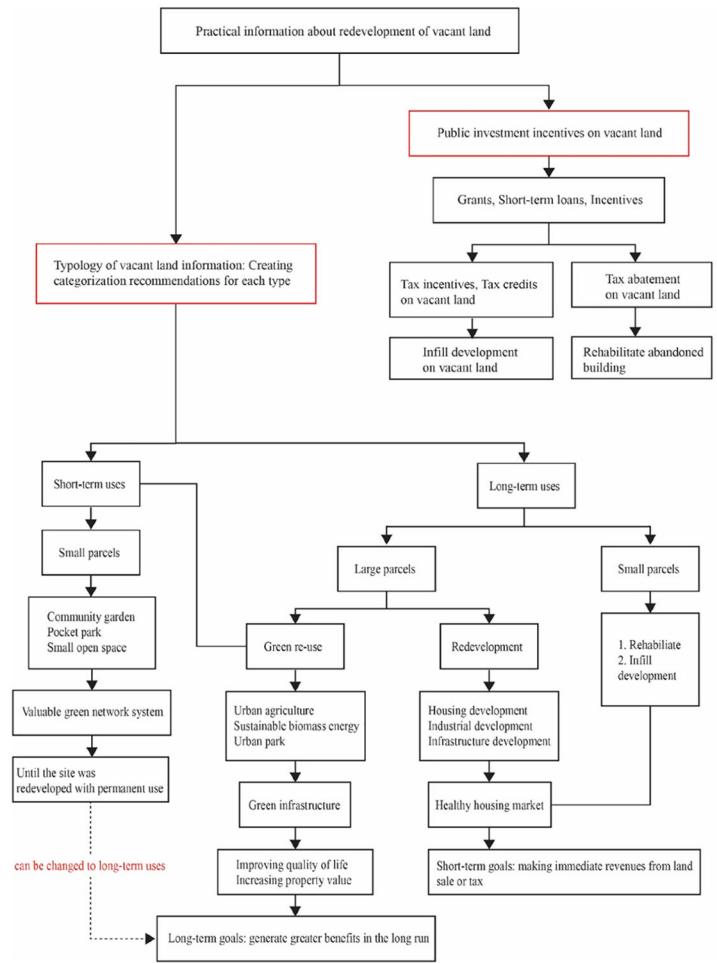 Practical information about redevelopment of vacant land
Public investment incentives on vacant land
Grants, Short-term loans, Incentives
Typology of vacant land information: Creating
categorization recommendations for each type
Tax incentives, Tax credits
on vacant land
Tax abatement
on vacant land
Infill development
on vacant land
Rehabilitate abandoned
building
Short-term uses
Long-term uses
Small parcels
Large parcels
Small parcels
Community garden
Pocket park
Small open space
Green re-use
Redevelopment
1. Rehabiliate
2. Infill
development
Valuable green network system
Urban agriculture
Sustainable biomass energy
Urban park
Housing development
Industrial development
Infrastructure development
Until the site was
redeveloped with permanent use
Green infrastructure
Healthy housing market
can be changed to long-term uses
Improving quality of life
Increasing property value
Short-term goals: making immediate revenues from land
sale or tax
Long-term goals: generate greater benefits in the long run